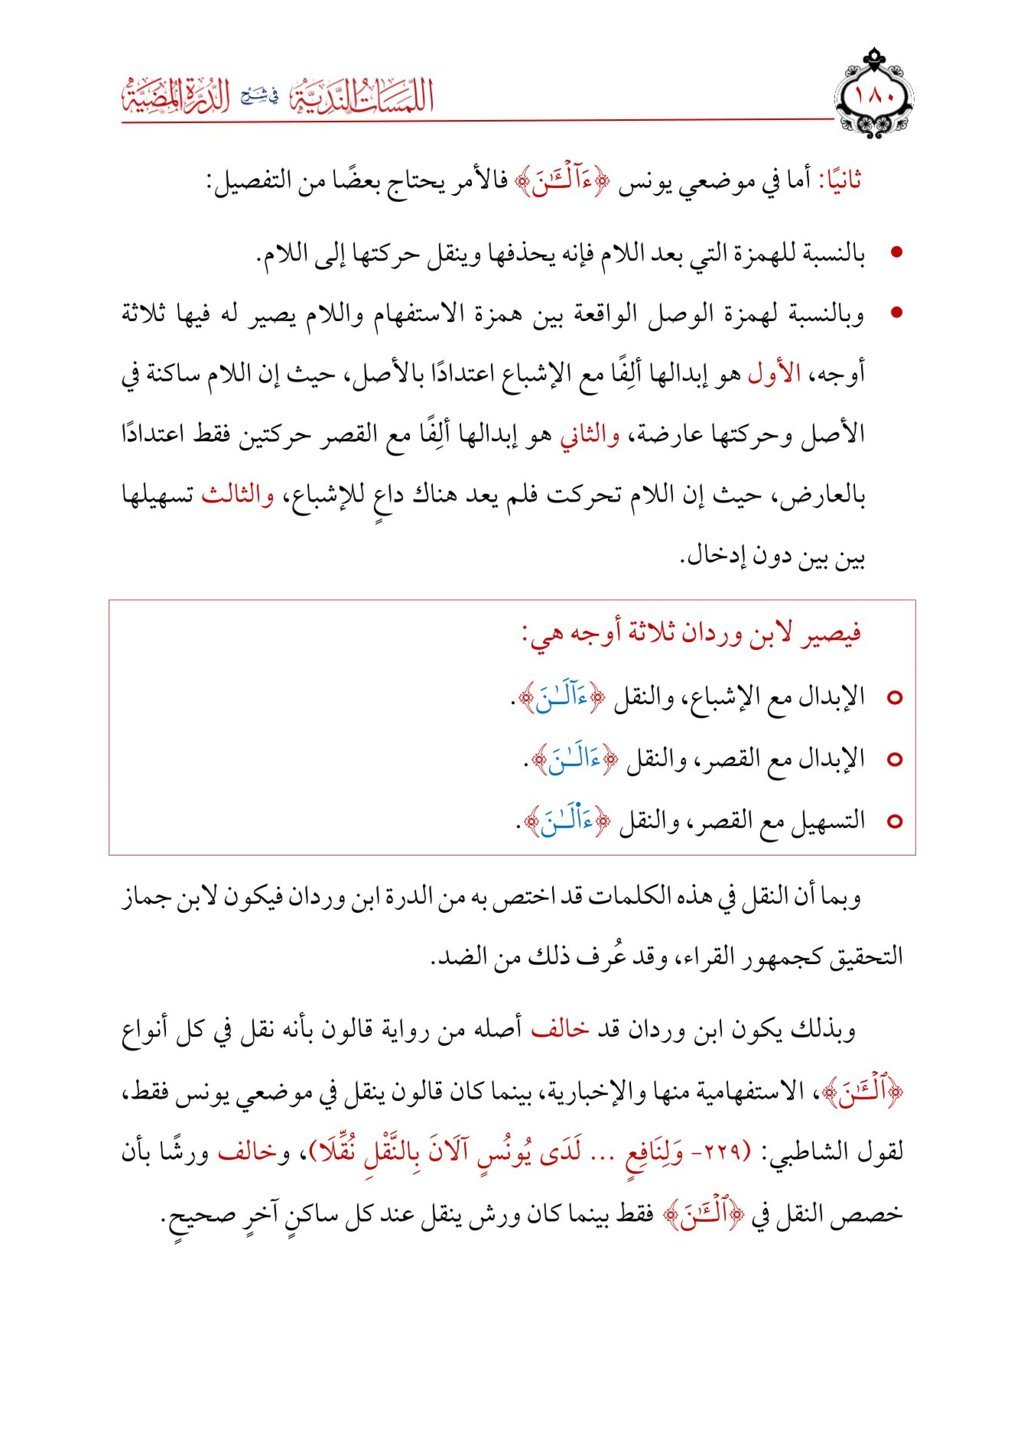 ١٨٠
اللمسات الندية في شرح الدرة المضية
ثانيًا: أما في موضعي يونس ﴿ءَآلْـَٰٔنَ﴾ فالأمر يحتاج بعضًا من التفصيل:
• بالنسبة للهمزة التي بعد اللام فإنه يحذفها وينقل حركتها إلى اللام.
• وبالنسبة لهمزة الوصل الواقعة بين همزة الاستفهام واللام يصير له فيها ثلاثة
أوجه، الأول هو إبدالها ألِفًا مع الإشباع اعتدادًا بالأصل، حيث إن اللام ساكنة في
الأصل وحركتها عارضة، والثاني هو إبدالها ألِفًا مع القصر حركتين فقط اعتدادًا
بالعارض، حيث إن اللام تحركت فلم يعد هناك داعٍ للإشباع، والثالث تسهيلها
بين بين دون إدخال.
فيصير لابن وردان ثلاثة أوجه هي:
○ الإبدال مع الإشباع، والنقل ﴿ءَآلَـٰنَ﴾.
○ الإبدال مع القصر، والنقل ﴿ءَالَـٰنَ﴾.
○ التسهيل مع القصر، والنقل ﴿ءَا۬لَـٰنَ﴾.
وبما أن النقل في هذه الكلمات قد اختص به من الدرة ابن وردان فيكون لابن جماز
التحقيق كجمهور القراء، وقد عُرف ذلك من الضد.
وبذلك يكون ابن وردان قد خالف أصله من رواية قالون بأنه نقل في كل أنواع
﴿ٱلْـَٰٔنَ﴾، الاستفهامية منها والإخبارية، بينما كان قالون ينقل في موضعي يونس فقط،
لقول الشاطبي: (٢٢٩- وَلِنَافِعٍ ... لَدَى يُونُسٍ آلَانَ بِالنَّقْلِ نُقِّلَا)، وخالف ورشًا بأن
خصص النقل في ﴿ٱلْـَٰٔنَ﴾ فقط بينما كان ورش ينقل عند كل ساكنٍ آخرٍ صحيحٍ.